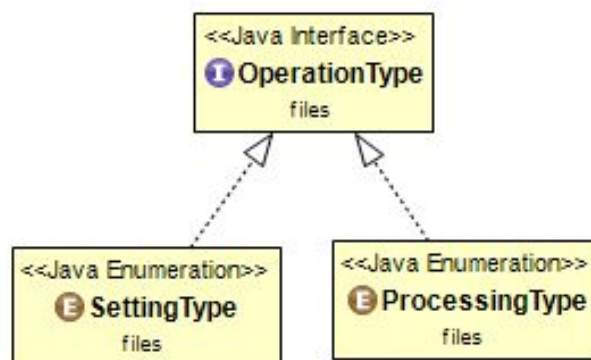 <<Java Interface>>
I OperationType
files
<<Java Enumeration>>
E SettingType
files
<<Java Enumeration>>
E ProcessingType
files